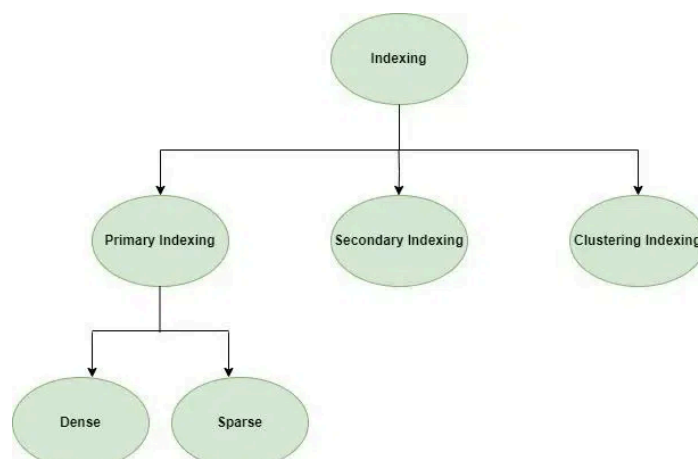 Indexing
Primary Indexing
Secondary Indexing
Clustering Indexing
Dense
Sparse